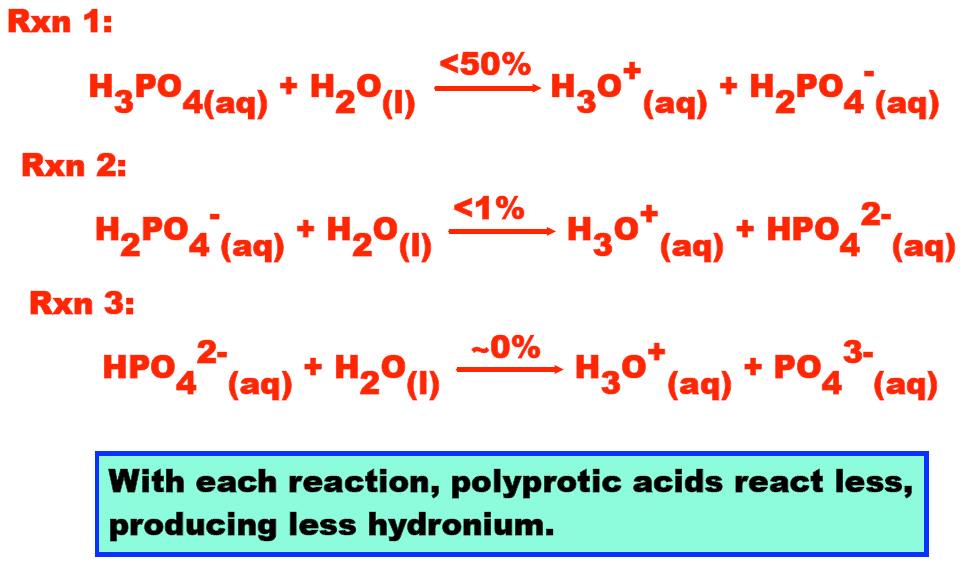 Rxn 1:
<50%
H3PO4(aq) + H2O(l) → H3O+(aq) + H2PO4-(aq)
Rxn 2:
<1%
H2PO4-(aq) + H2O(l) → H3O+(aq) + HPO42-(aq)
Rxn 3:
~0%
HPO42-(aq) + H2O(l) → H3O+(aq) + PO43-(aq)
With each reaction, polyprotic acids react less,
producing less hydronium.